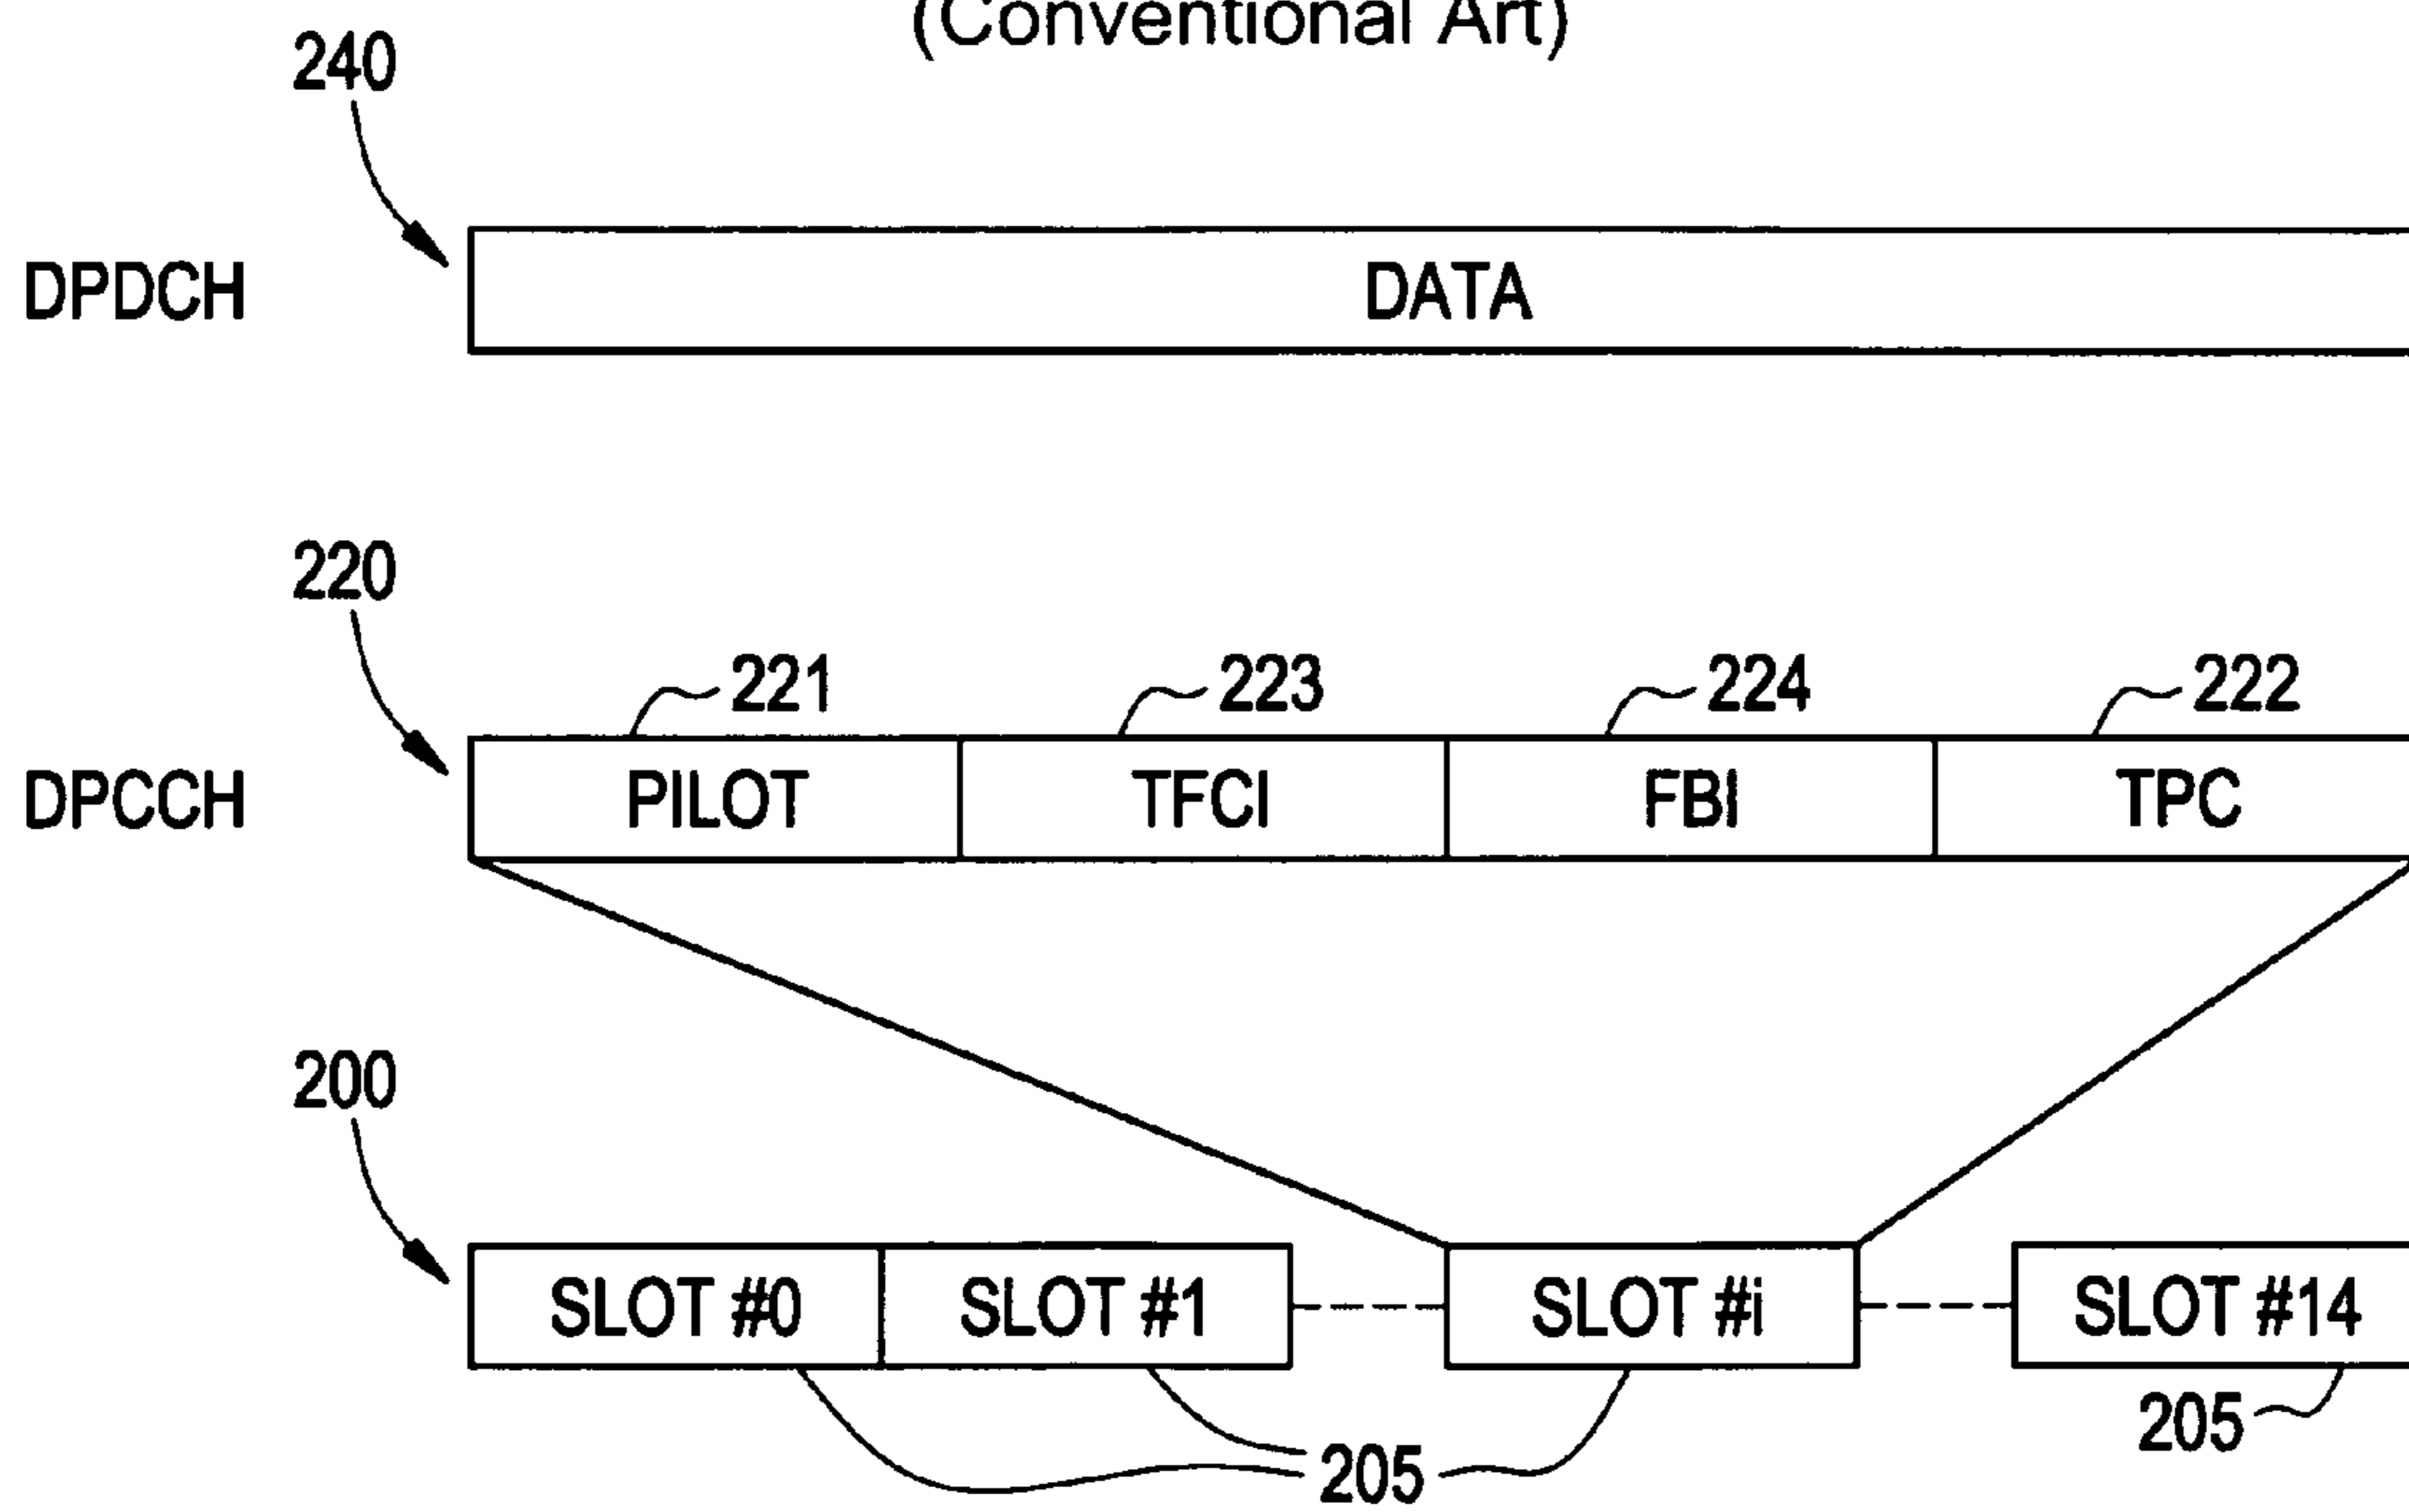 (Conventional Art)
240
DPDCH
DATA
220
221
223
224
222
DPCCH
PILOT
TFCI
FBI
TPC
200
SLOT #0
SLOT #1
SLOT #i
SLOT #14
205
205